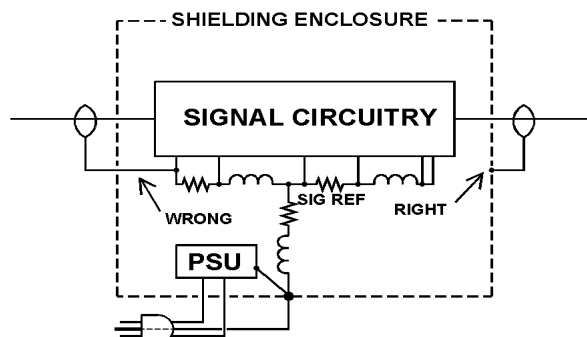 SHIELDING ENCLOSURE
SIGNAL CIRCUITRY
SIG REF
WRONG
RIGHT
PSU